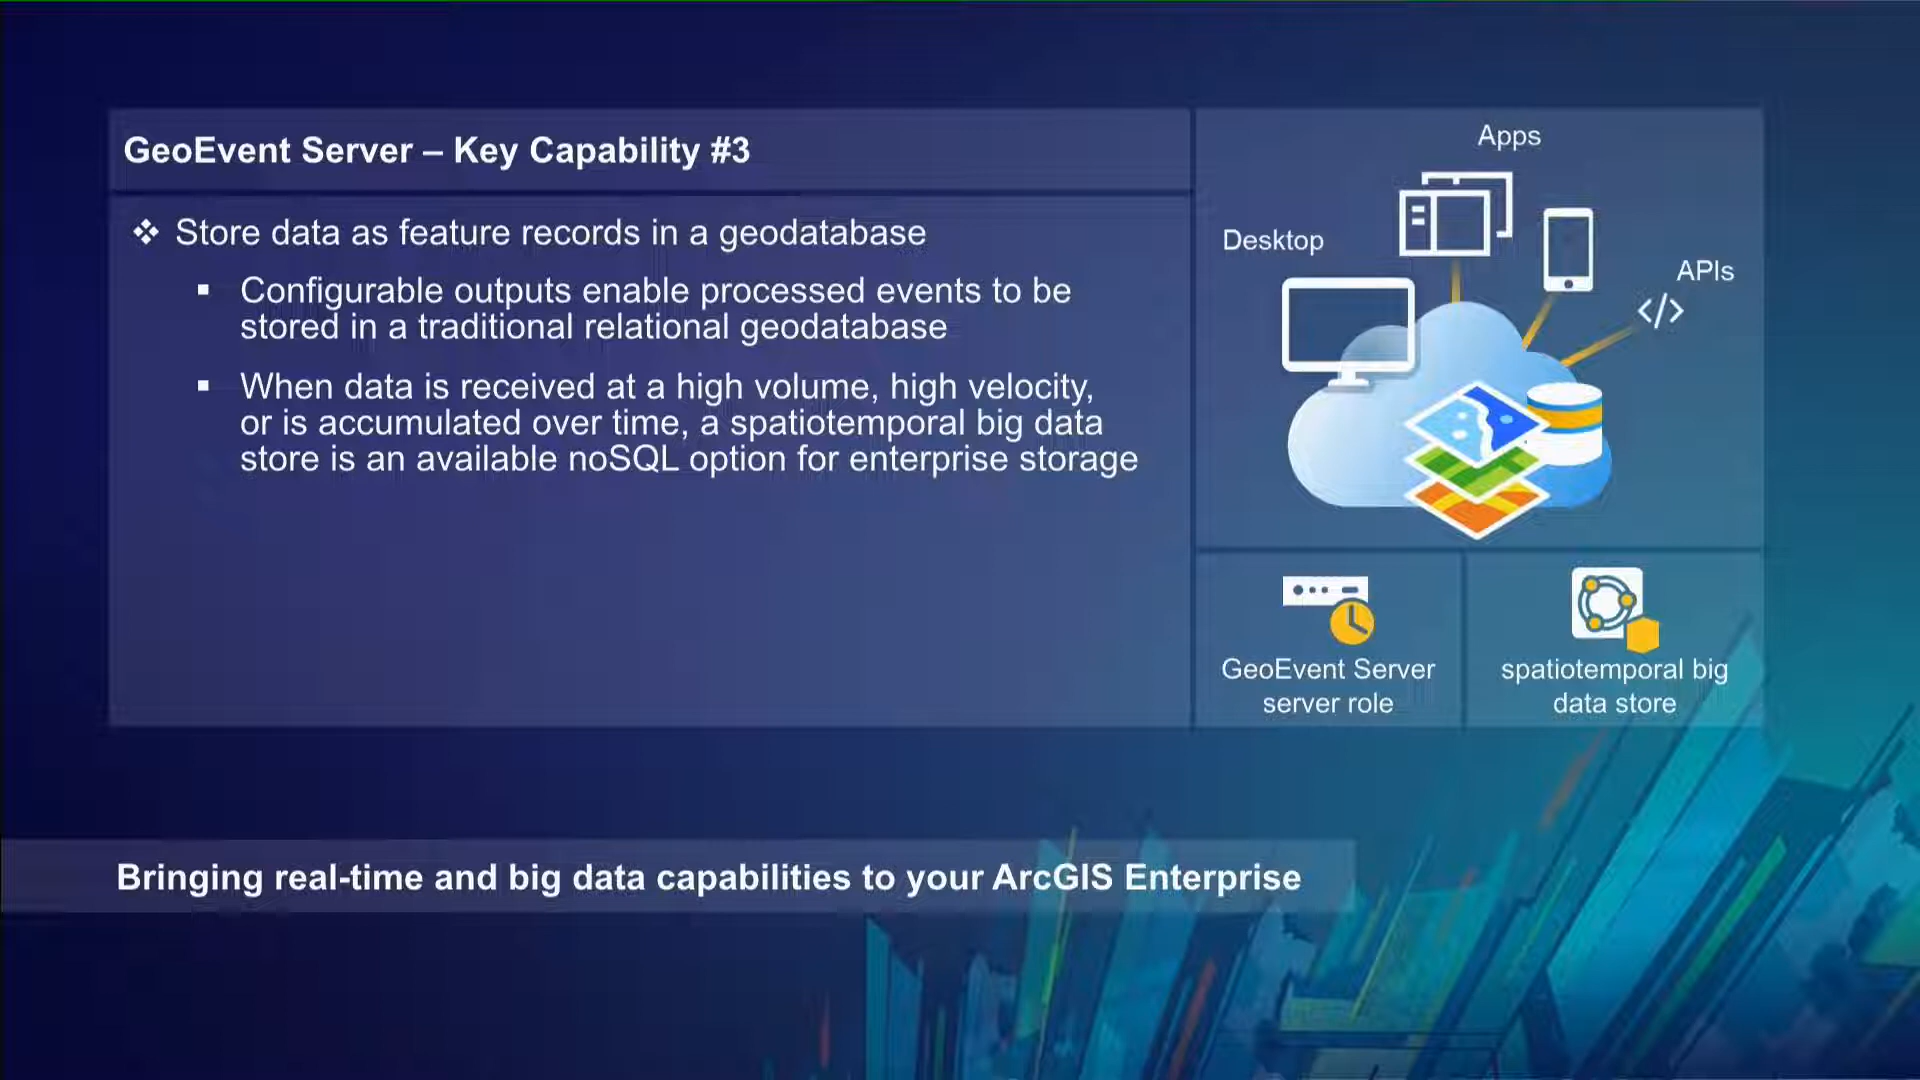 GeoEvent Server – Key Capability #3
❖ Store data as feature records in a geodatabase
▪ Configurable outputs enable processed events to be
stored in a traditional relational geodatabase
▪ When data is received at a high volume, high velocity,
or is accumulated over time, a spatiotemporal big data
store is an available noSQL option for enterprise storage
Apps
Desktop
APIs
</>
GeoEvent Server
server role
spatiotemporal big
data store
Bringing real-time and big data capabilities to your ArcGIS Enterprise